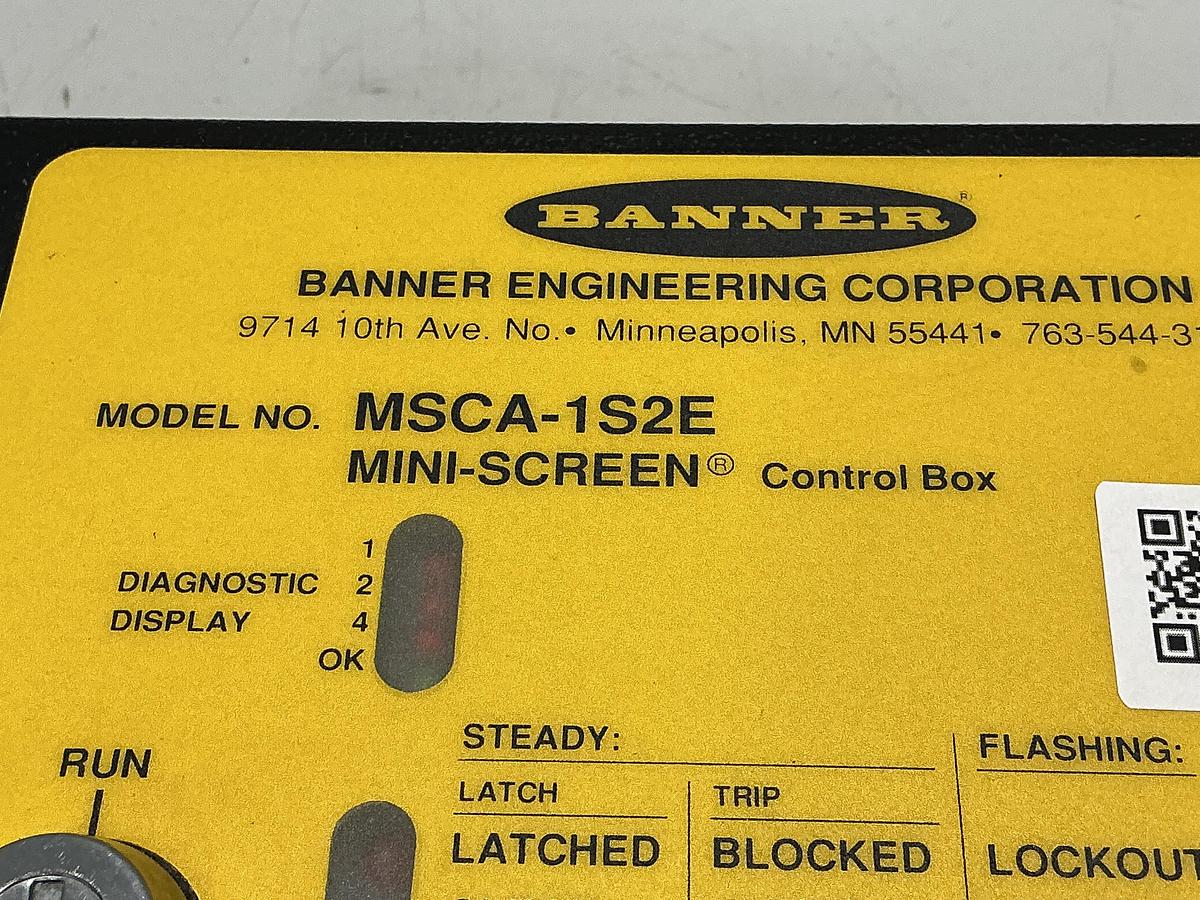 BANNER®
BANNER ENGINEERING CORPORATION
9714 10th Ave. No.• Minneapolis, MN 55441• 763-544-3
MODEL NO. MSCA-1S2E
MINI-SCREEN® Control Box
1
DIAGNOSTIC 2
DISPLAY 4
OK
RUN
STEADY: FLASHING:
LATCH TRIP
LATCHED BLOCKED LOCKOUT